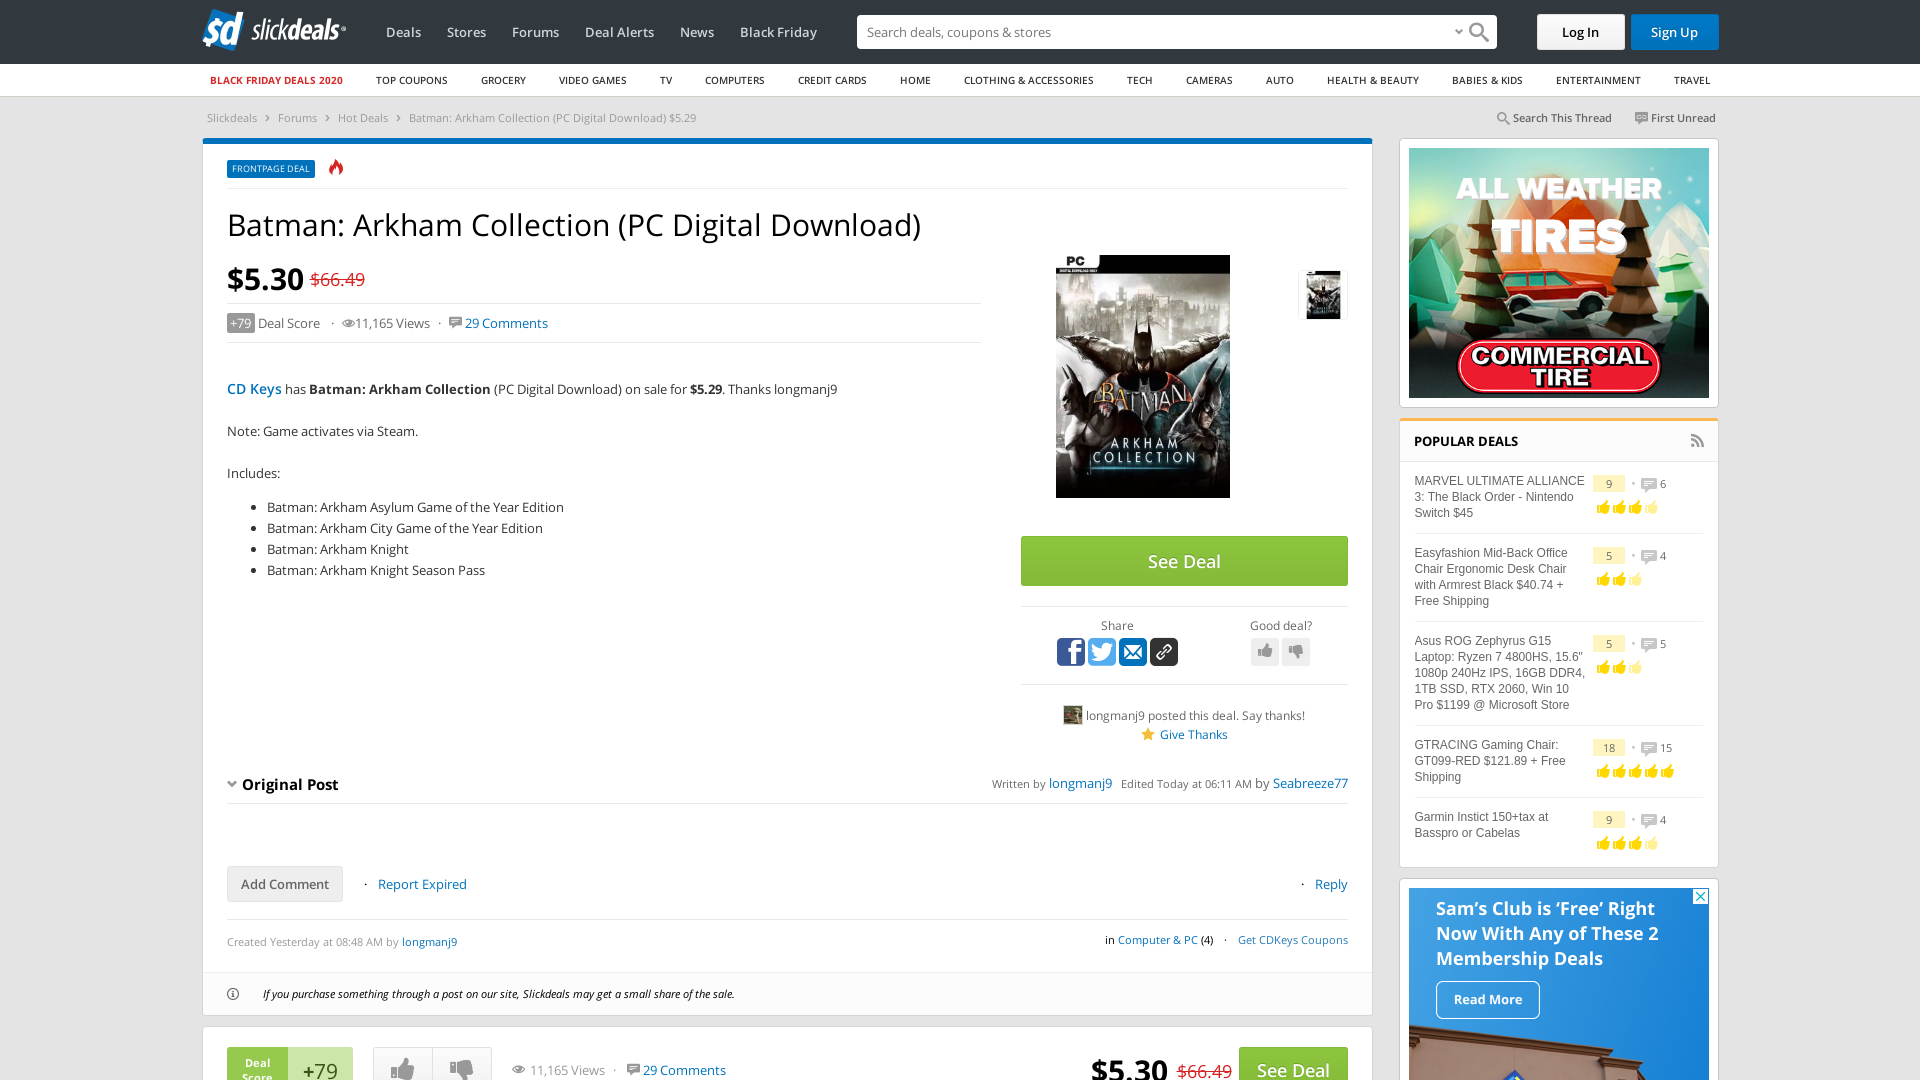 sd slickdeals
Deals
Stores
Forums
Deal Alerts
News
Black Friday
Search deals, coupons & stores
Log In
Sign Up
BLACK FRIDAY DEALS 2020
TOP COUPONS
GROCERY
VIDEO GAMES
TV
COMPUTERS
CREDIT CARDS
HOME
CLOTHING & ACCESSORIES
TECH
CAMERAS
AUTO
HEALTH & BEAUTY
BABIES & KIDS
ENTERTAINMENT
TRAVEL
Slickdeals > Forums > Hot Deals > Batman: Arkham Collection (PC Digital Download) $5.29
Search This Thread
First Unread
FRONTPAGE DEAL
Batman: Arkham Collection (PC Digital Download)
$5.30 $66.49
+79 Deal Score · 11,165 Views · 29 Comments
CD Keys has Batman: Arkham Collection (PC Digital Download) on sale for $5.29. Thanks longmanj9
Note: Game activates via Steam.
Includes:
• Batman: Arkham Asylum Game of the Year Edition
• Batman: Arkham City Game of the Year Edition
• Batman: Arkham Knight
• Batman: Arkham Knight Season Pass
PC
BATMAN
ARKHAM
COLLECTION
See Deal
Share
Good deal?
longmanj9 posted this deal. Say thanks!
Give Thanks
Original Post
Written by longmanj9 Edited Today at 06:11 AM by Seabreeze77
Add Comment
· Report Expired
· Reply
Created Yesterday at 08:48 AM by longmanj9
in Computer & PC (4) · Get CDKeys Coupons
If you purchase something through a post on our site, Slickdeals may get a small share of the sale.
Deal
Score
+79
11,165 Views · 29 Comments
$5.30 $66.49
See Deal
ALL WEATHER
TIRES
COMMERCIAL
TIRE
POPULAR DEALS
MARVEL ULTIMATE ALLIANCE
3: The Black Order - Nintendo
Switch $45
9 • 6
Easyfashion Mid-Back Office
Chair Ergonomic Desk Chair
with Armrest Black $40.74 +
Free Shipping
5 • 4
Asus ROG Zephyrus G15
Laptop: Ryzen 7 4800HS, 15.6"
1080p 240Hz IPS, 16GB DDR4,
1TB SSD, RTX 2060, Win 10
Pro $1199 @ Microsoft Store
5 • 5
GTRACING Gaming Chair:
GT099-RED $121.89 + Free
Shipping
18 • 15
Garmin Instict 150+tax at
Basspro or Cabelas
9 • 4
Sam's Club is 'Free' Right
Now With Any of These 2
Membership Deals
Read More